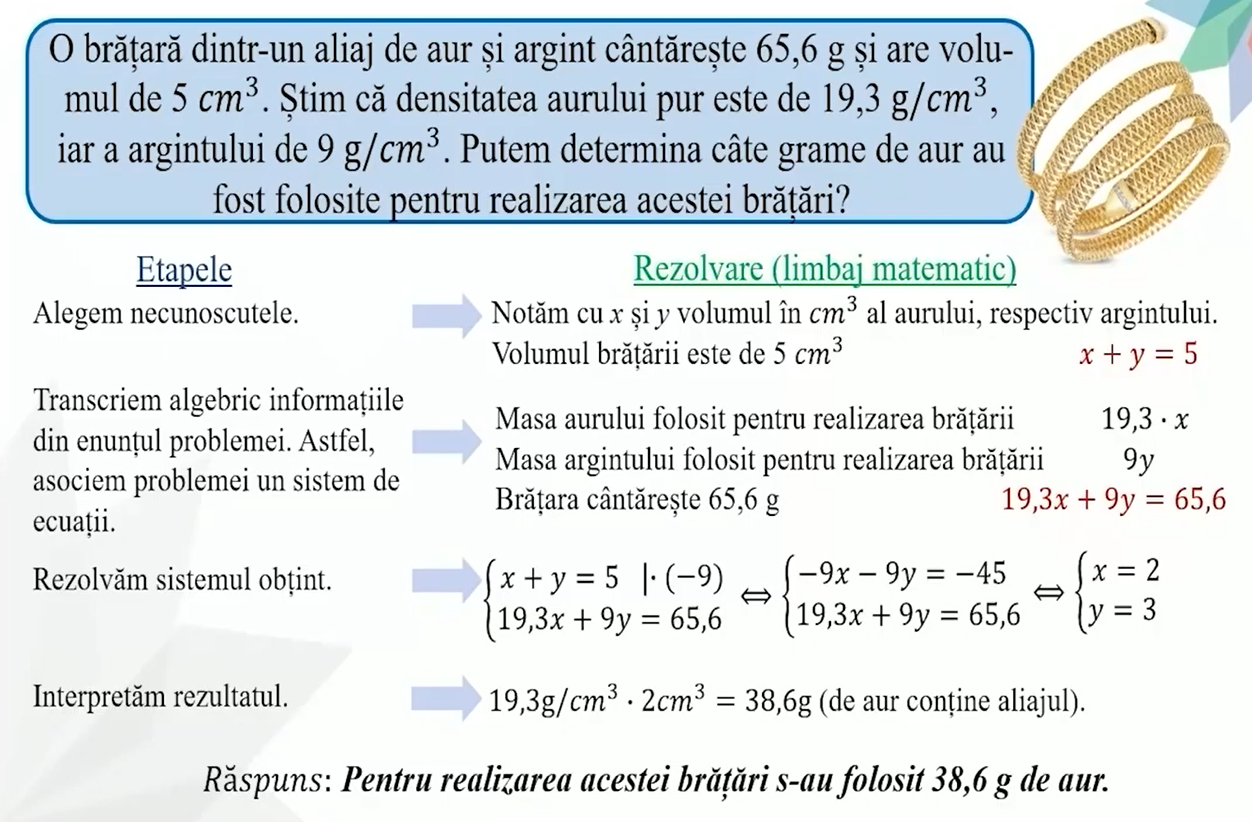 O brățară dintr-un aliaj de aur și argint cântărește 65,6 g și are volu-
mul de 5 cm³. Știm că densitatea aurului pur este de 19,3 g/cm³,
iar a argintului de 9 g/cm³. Putem determina câte grame de aur au
fost folosite pentru realizarea acestei brățări?
Etapele
Rezolvare (limbaj matematic)
Alegem necunoscutele.
Notăm cu x și y volumul în cm³ al aurului, respectiv argintului.
Volumul brățării este de 5 cm³ x + y = 5
Transcriem algebric informațiile
din enunțul problemei. Astfel,
asociem problemei un sistem de
ecuații.
Masa aurului folosit pentru realizarea brățării 19,3 · x
Masa argintului folosit pentru realizarea brățării 9y
Brățara cântărește 65,6 g 19,3x + 9y = 65,6
Rezolvăm sistemul obțint.
{x + y = 5 |· (−9) ⇔ {−9x − 9y = −45 ⇔ {x = 2
19,3x + 9y = 65,6 19,3x + 9y = 65,6 y = 3
Interpretăm rezultatul.
19,3g/cm³ · 2cm³ = 38,6g (de aur conține aliajul).
Răspuns: Pentru realizarea acestei brățări s-au folosit 38,6 g de aur.